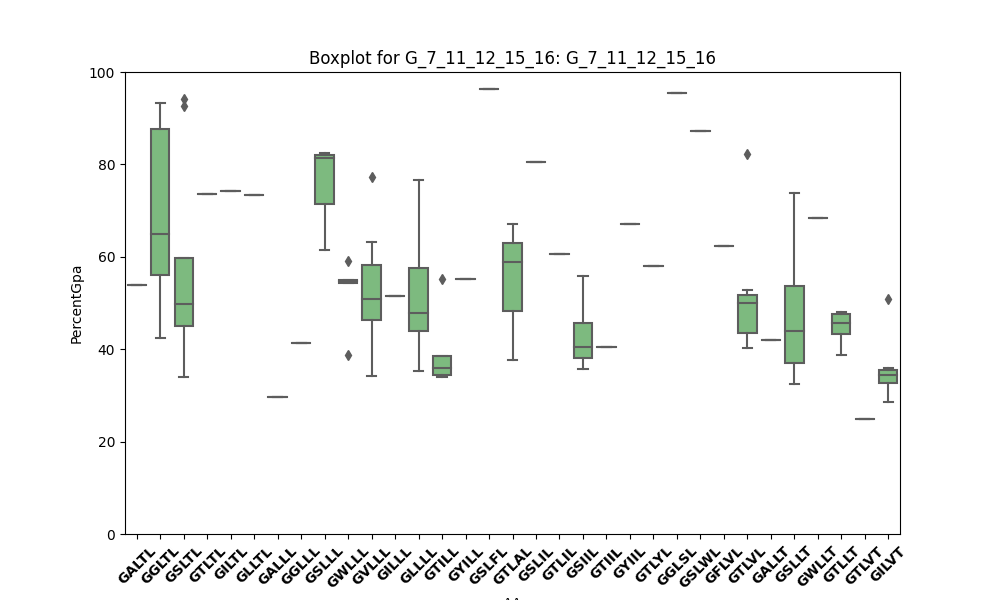 Boxplot for G_7_11_12_15_16: G_7_11_12_15_16
PercentGpa
100
80
60
40
20
0
GALTL
GGLTL
GSLTL
GTLTL
GILTL
GLLTL
GALLL
GGLLL
GSLLL
GWLLL
GVLLL
GILLL
GLLLL
GTILL
GYILL
GSLFL
GTLAL
GSLIL
GTLIL
GSIIL
GTIIL
GYIIL
GTLYL
GGLSL
GSLWL
GFLVL
GTLVL
GALLT
GSLLT
GWLLT
GTLLT
GTLVT
GILVT